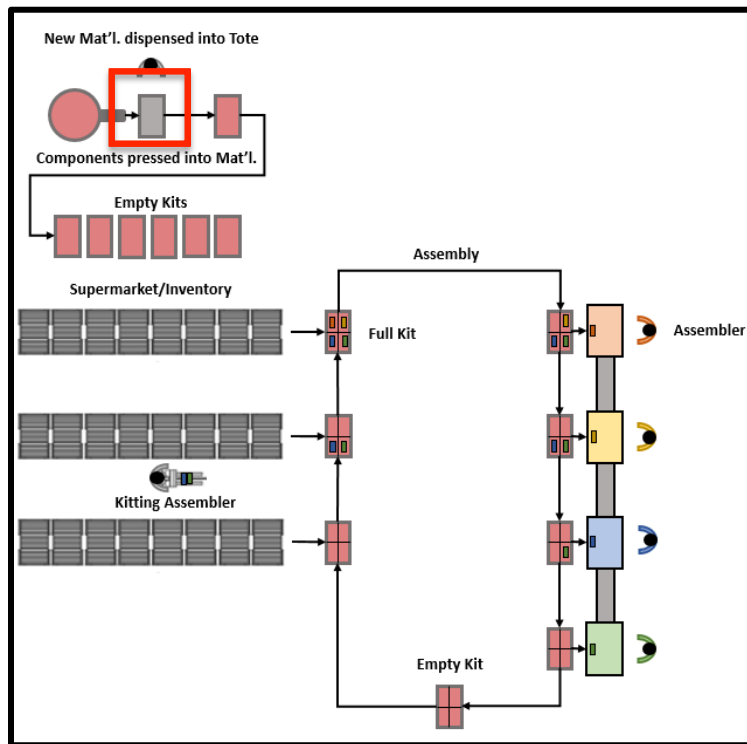 New Mat'l. dispensed into Tote
Components pressed into Mat'l.
Empty Kits
Assembly
Supermarket/Inventory
Full Kit
Assembler
Kitting Assembler
Empty Kit